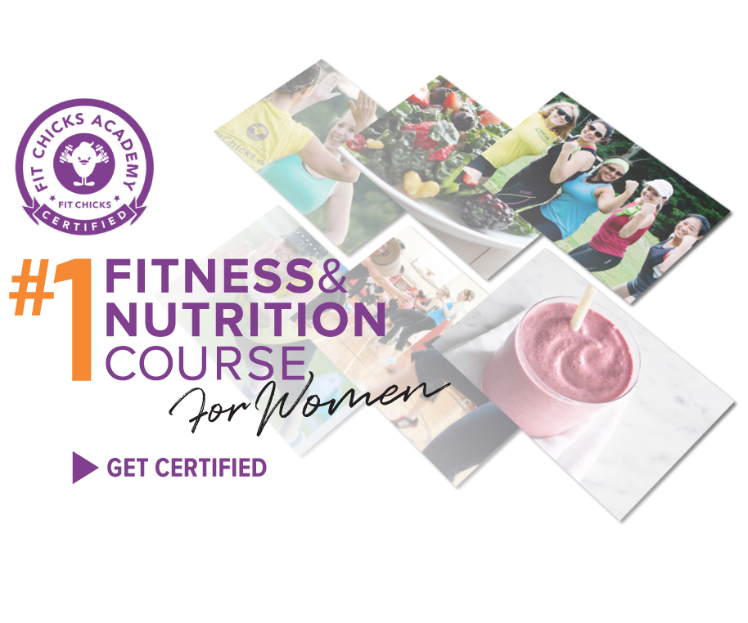 FIT CHICKS ACADEMY
FIT CHICKS
CERTIFIED
#1 FITNESS&
NUTRITION
COURSE
For Women
GET CERTIFIED